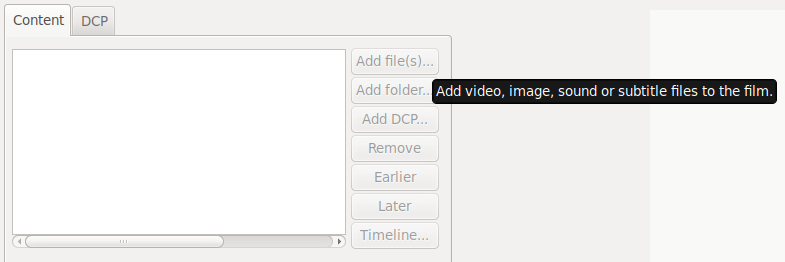 Content DCP
Add file(s)...
Add folder...
Add video, image, sound or subtitle files to the film.
Add DCP...
Remove
Earlier
Later
Timeline...